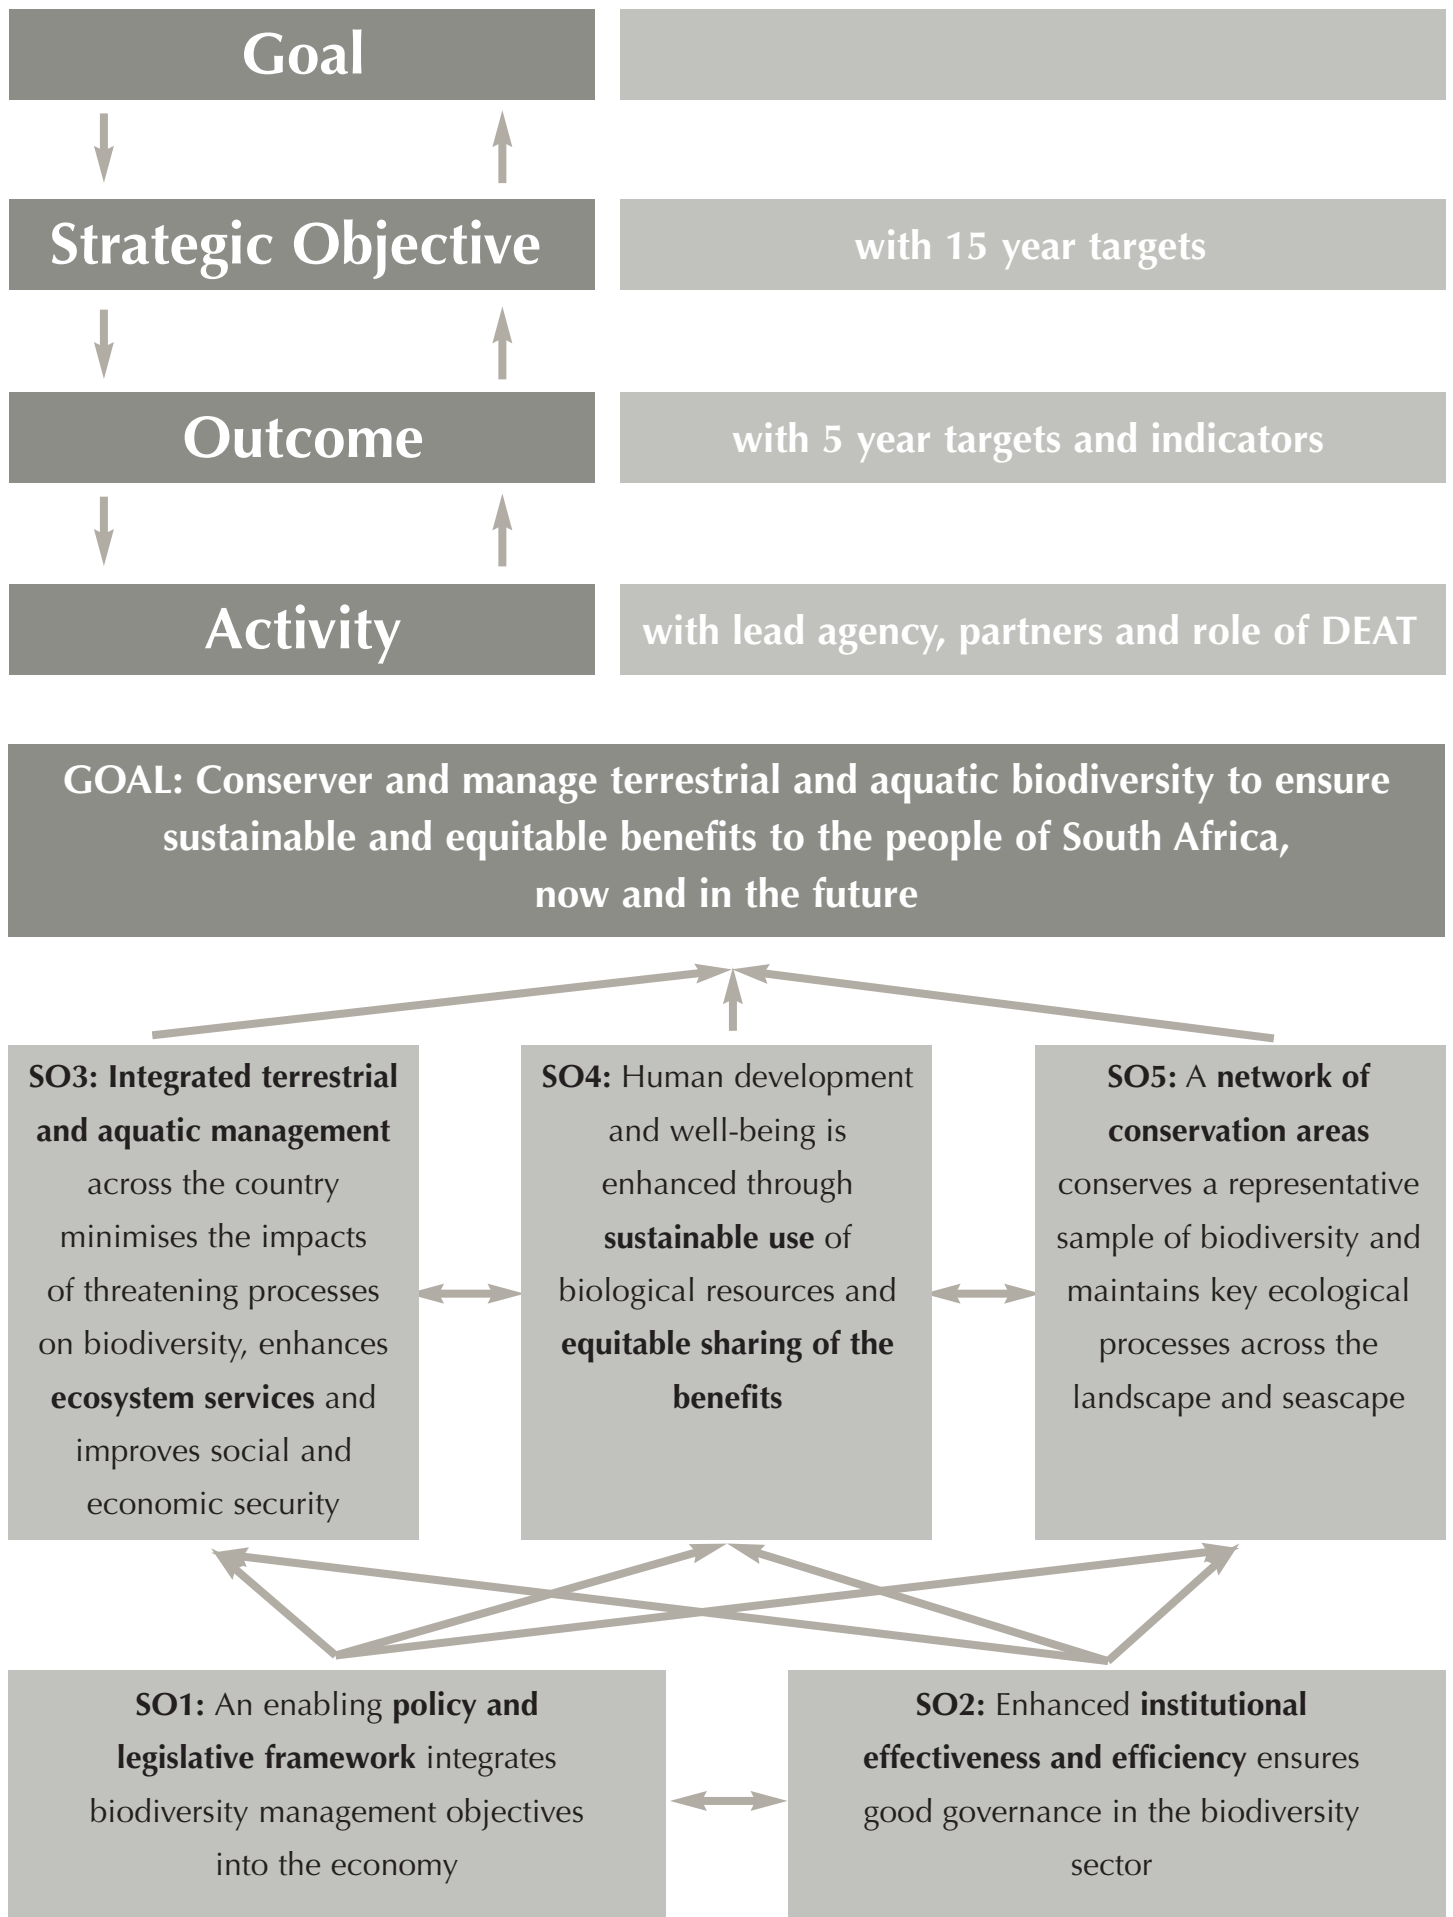 Goal
Strategic Objective
with 15 year targets
Outcome
with 5 year targets and indicators
Activity
with lead agency, partners and role of DEAT
GOAL: Conserver and manage terrestrial and aquatic biodiversity to ensure
sustainable and equitable benefits to the people of South Africa,
now and in the future
SO3: Integrated terrestrial
and aquatic management
across the country
minimises the impacts
of threatening processes
on biodiversity, enhances
ecosystem services and
improves social and
economic security
SO4: Human development
and well-being is
enhanced through
sustainable use of
biological resources and
equitable sharing of the
benefits
SO5: A network of
conservation areas
conserves a representative
sample of biodiversity and
maintains key ecological
processes across the
landscape and seascape
SO1: An enabling policy and
legislative framework integrates
biodiversity management objectives
into the economy
SO2: Enhanced institutional
effectiveness and efficiency ensures
good governance in the biodiversity
sector